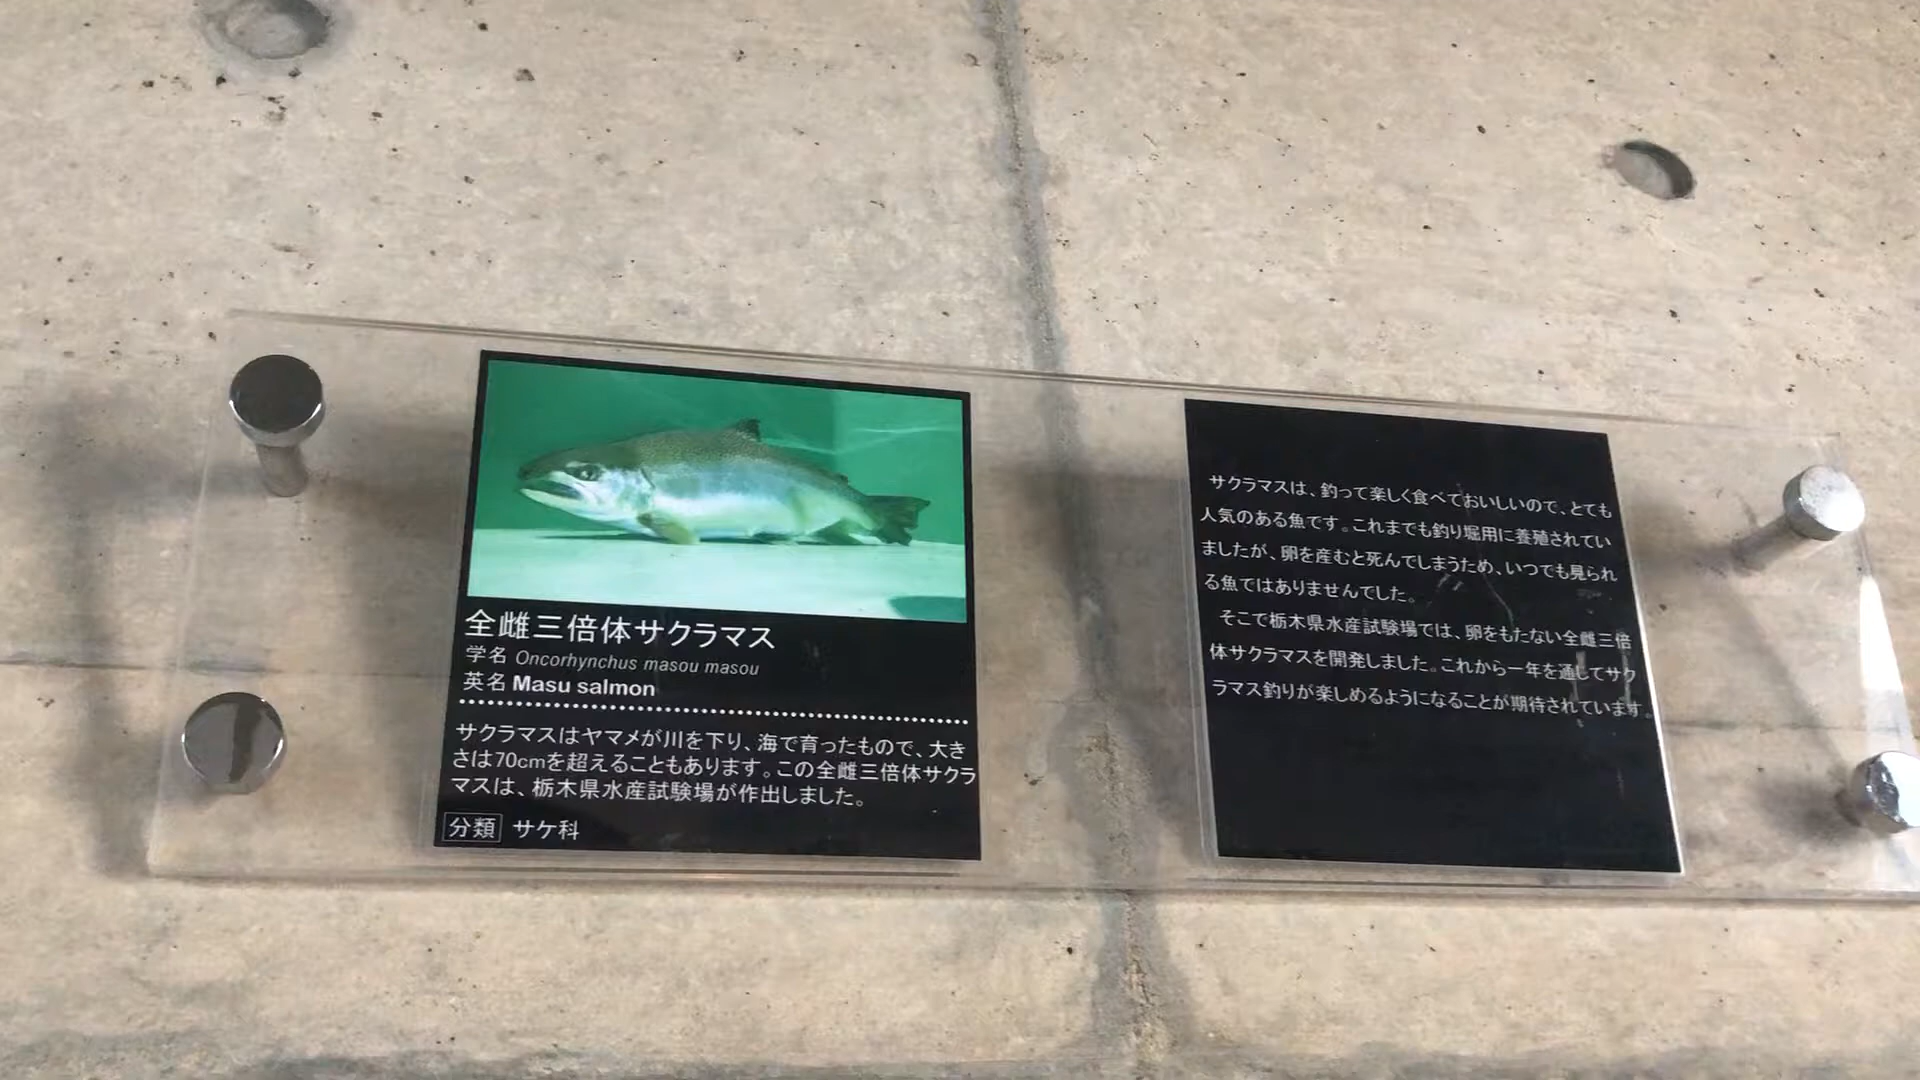 全雌三倍体サクラマス
学名 Oncorhynchus masou masou
英名 Masu salmon
サクラマスはヤマメが川を下り、海で育ったもので、大き
さは70cmを超えることもあります。この全雌三倍体サクラ
マスは、栃木県水産試験場が作出しました。
分類 サケ科
サクラマスは、釣って楽しく食べておいしいので、とても
人気のある魚です。これまでも釣り堀用に養殖されてい
ましたが、卵を産むと死んでしまうため、いつでも見られ
る魚ではありませんでした。
そこで栃木県水産試験場では、卵をもたない全雌三倍
体サクラマスを開発しました。これから一年を通してサク
ラマス釣りが楽しめるようになることが期待されています。